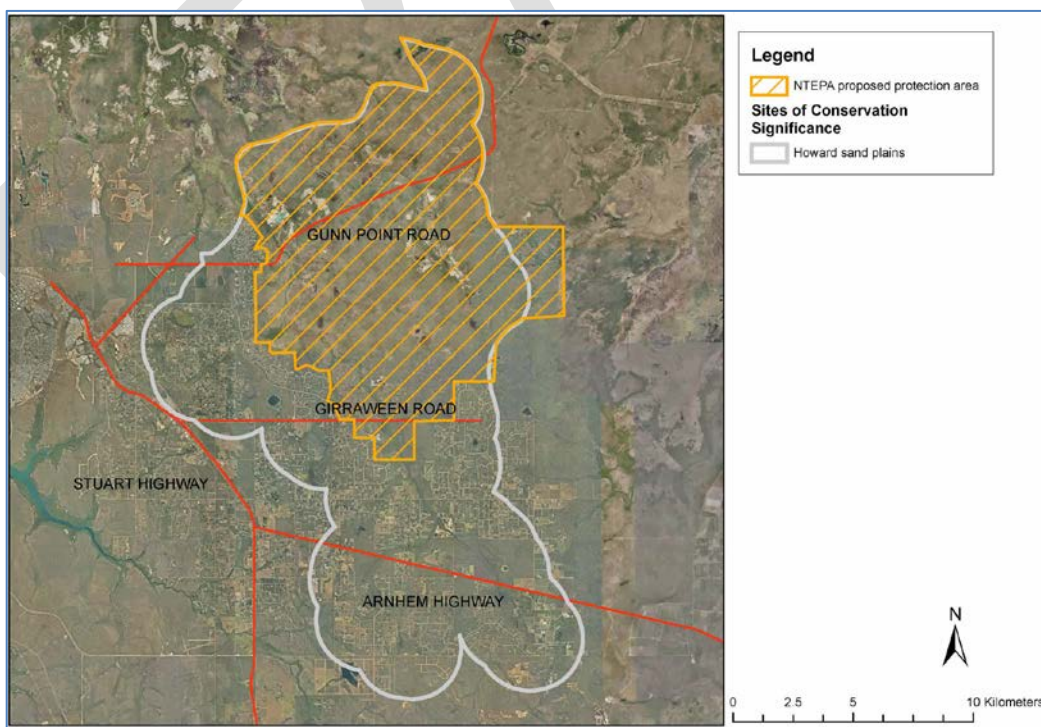 GUNN POINT ROAD
GIRRAWEEN ROAD
STUART HIGHWAY
ARNHEM HIGHWAY
Legend
NTEPA proposed protection area
Sites of Conservation
Significance
Howard sand plains
N
0 2.5 5 10 Kilometers